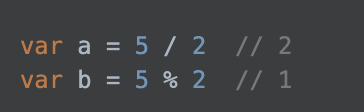 var a = 5 / 2  // 2
var b = 5 % 2  // 1